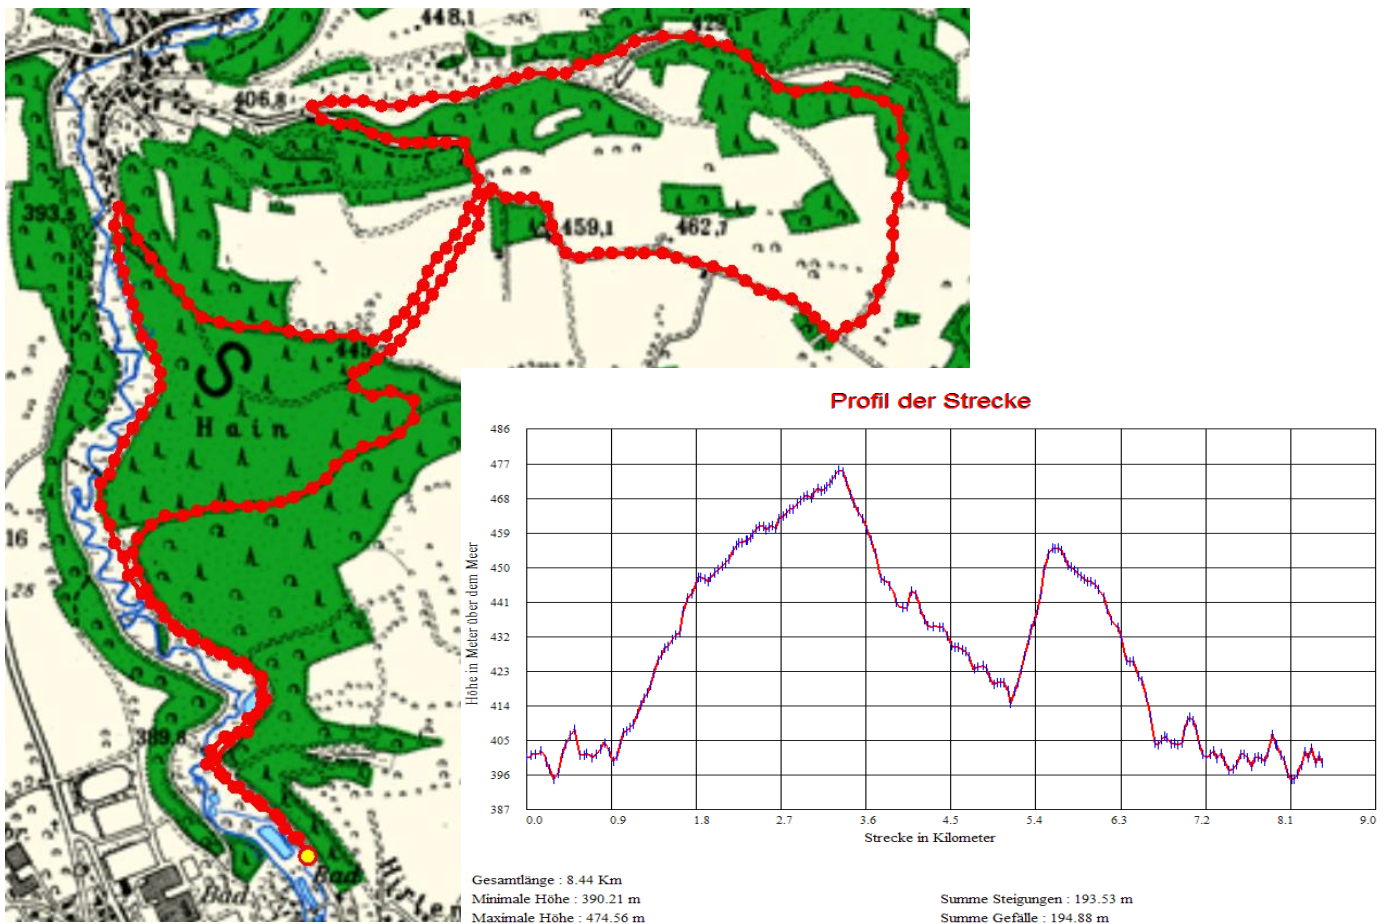 448,1
429,1
406,8
393,5
459,1
462,7
445
S
Hain
16
28
389,6
Bad
Bad
Hirten
Profil der Strecke
Höhe in Meter über dem Meer
486
477
468
459
450
441
432
423
414
405
396
387
0.0 0.9 1.8 2.7 3.6 4.5 5.4 6.3 7.2 8.1 9.0
Strecke in Kilometer
Gesamtlänge : 8.44 Km
Minimale Höhe : 390.21 m Summe Steigungen : 193.53 m
Maximale Höhe : 474.56 m Summe Gefälle : 194.88 m